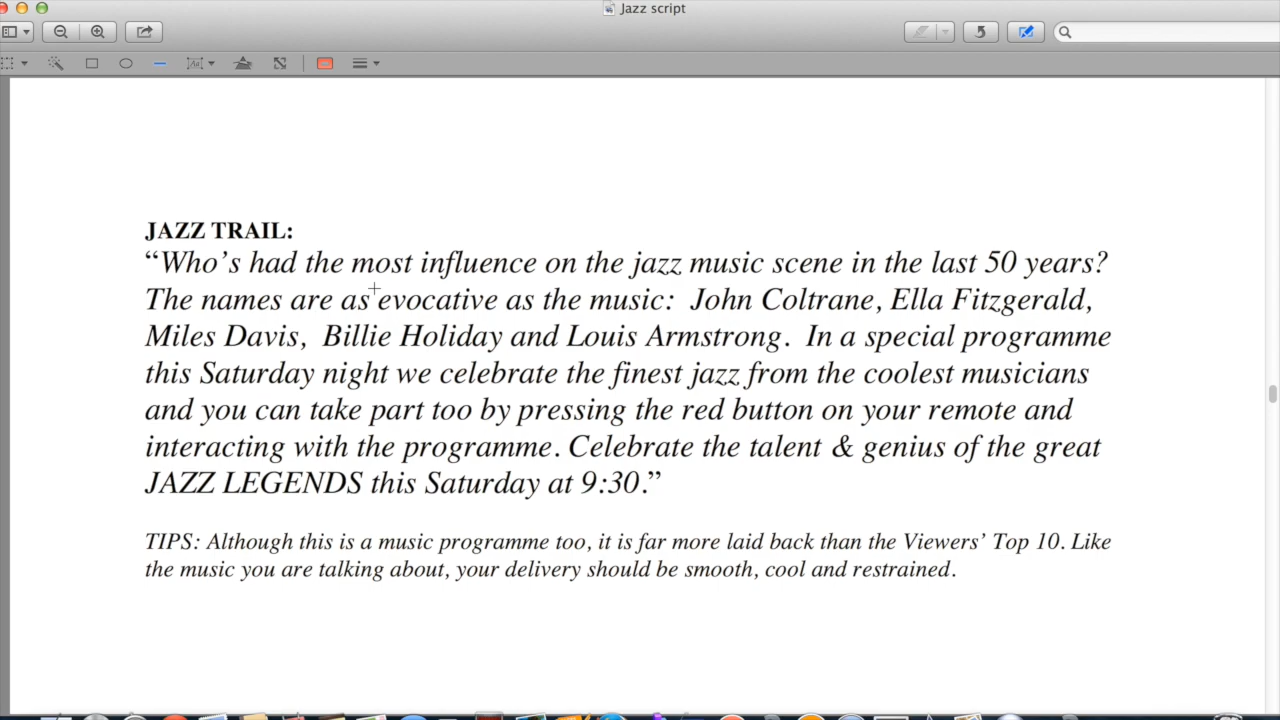 Jazz script
JAZZ TRAIL:
“Who’s had the most influence on the jazz music scene in the last 50 years?
The names are as evocative as the music:  John Coltrane, Ella Fitzgerald,
Miles Davis,  Billie Holiday and Louis Armstrong.  In a special programme
this Saturday night we celebrate the finest jazz from the coolest musicians
and you can take part too by pressing the red button on your remote and
interacting with the programme. Celebrate the talent & genius of the great
JAZZ LEGENDS this Saturday at 9:30.”
TIPS: Although this is a music programme too, it is far more laid back than the Viewers’ Top 10. Like
the music you are talking about, your delivery should be smooth, cool and restrained.